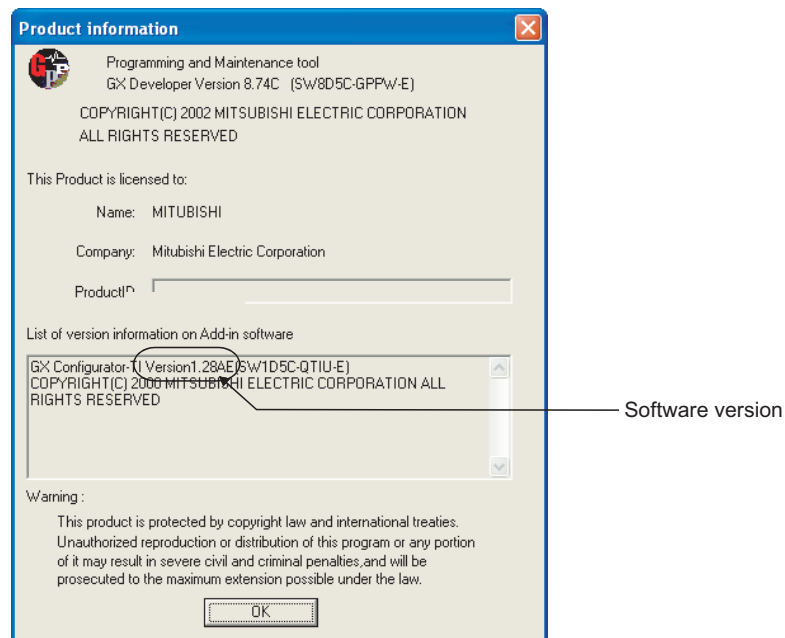 Product information
GPP
Programming and Maintenance tool
GX Developer Version 8.74C (SW8D5C-GPPW-E)
COPYRIGHT(C) 2002 MITSUBISHI ELECTRIC CORPORATION
ALL RIGHTS RESERVED
This Product is licensed to:
Name: MITUBISHI
Company: Mitubishi Electric Corporation
ProductID
List of version information on Add-in software
GX Configurator-TI Version1.28AE(SW1D5C-QTIU-E)
COPYRIGHT(C) 2000 MITSUBISHI ELECTRIC CORPORATION ALL
RIGHTS RESERVED
Software version
Warning :
This product is protected by copyright law and international treaties.
Unauthorized reproduction or distribution of this program or any portion
of it may result in severe civil and criminal penalties,and will be
prosecuted to the maximum extension possible under the law.
OK